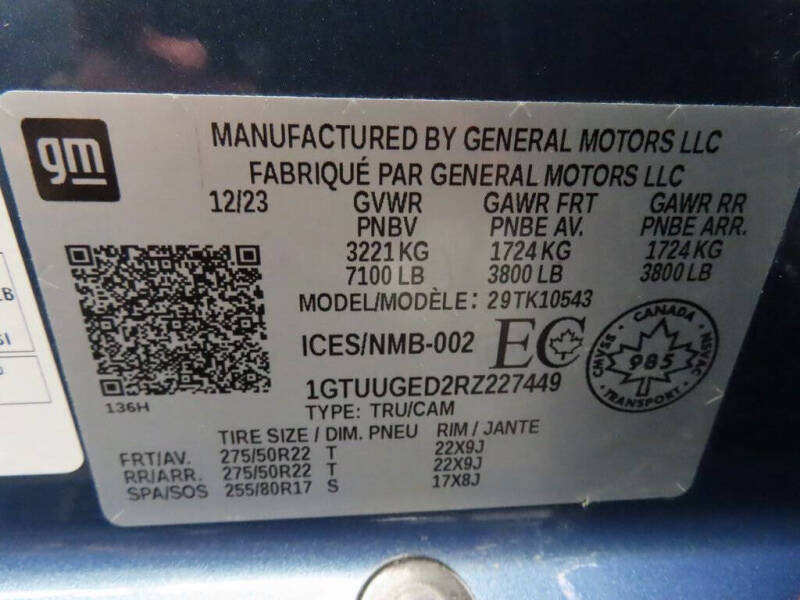 gm
MANUFACTURED BY GENERAL MOTORS LLC
FABRIQUÉ PAR GENERAL MOTORS LLC
12/23 GVWR GAWR FRT GAWR RR
PNBV PNBE AV. PNBE ARR.
3221 KG 1724 KG 1724 KG
7100 LB 3800 LB 3800 LB
MODEL/MODÈLE: 29TK10543
ICES/NMB-002 EC
CANADA
CMVSS 985 NSVAC
TRANSPORT
1GTUUGED2RZ227449
136H
TYPE: TRU/CAM
TIRE SIZE / DIM. PNEU RIM / JANTE
FRT/AV. 275/50R22 T 22X9J
RR/ARR. 275/50R22 T 22X9J
SPA/SOS 255/80R17 S 17X8J